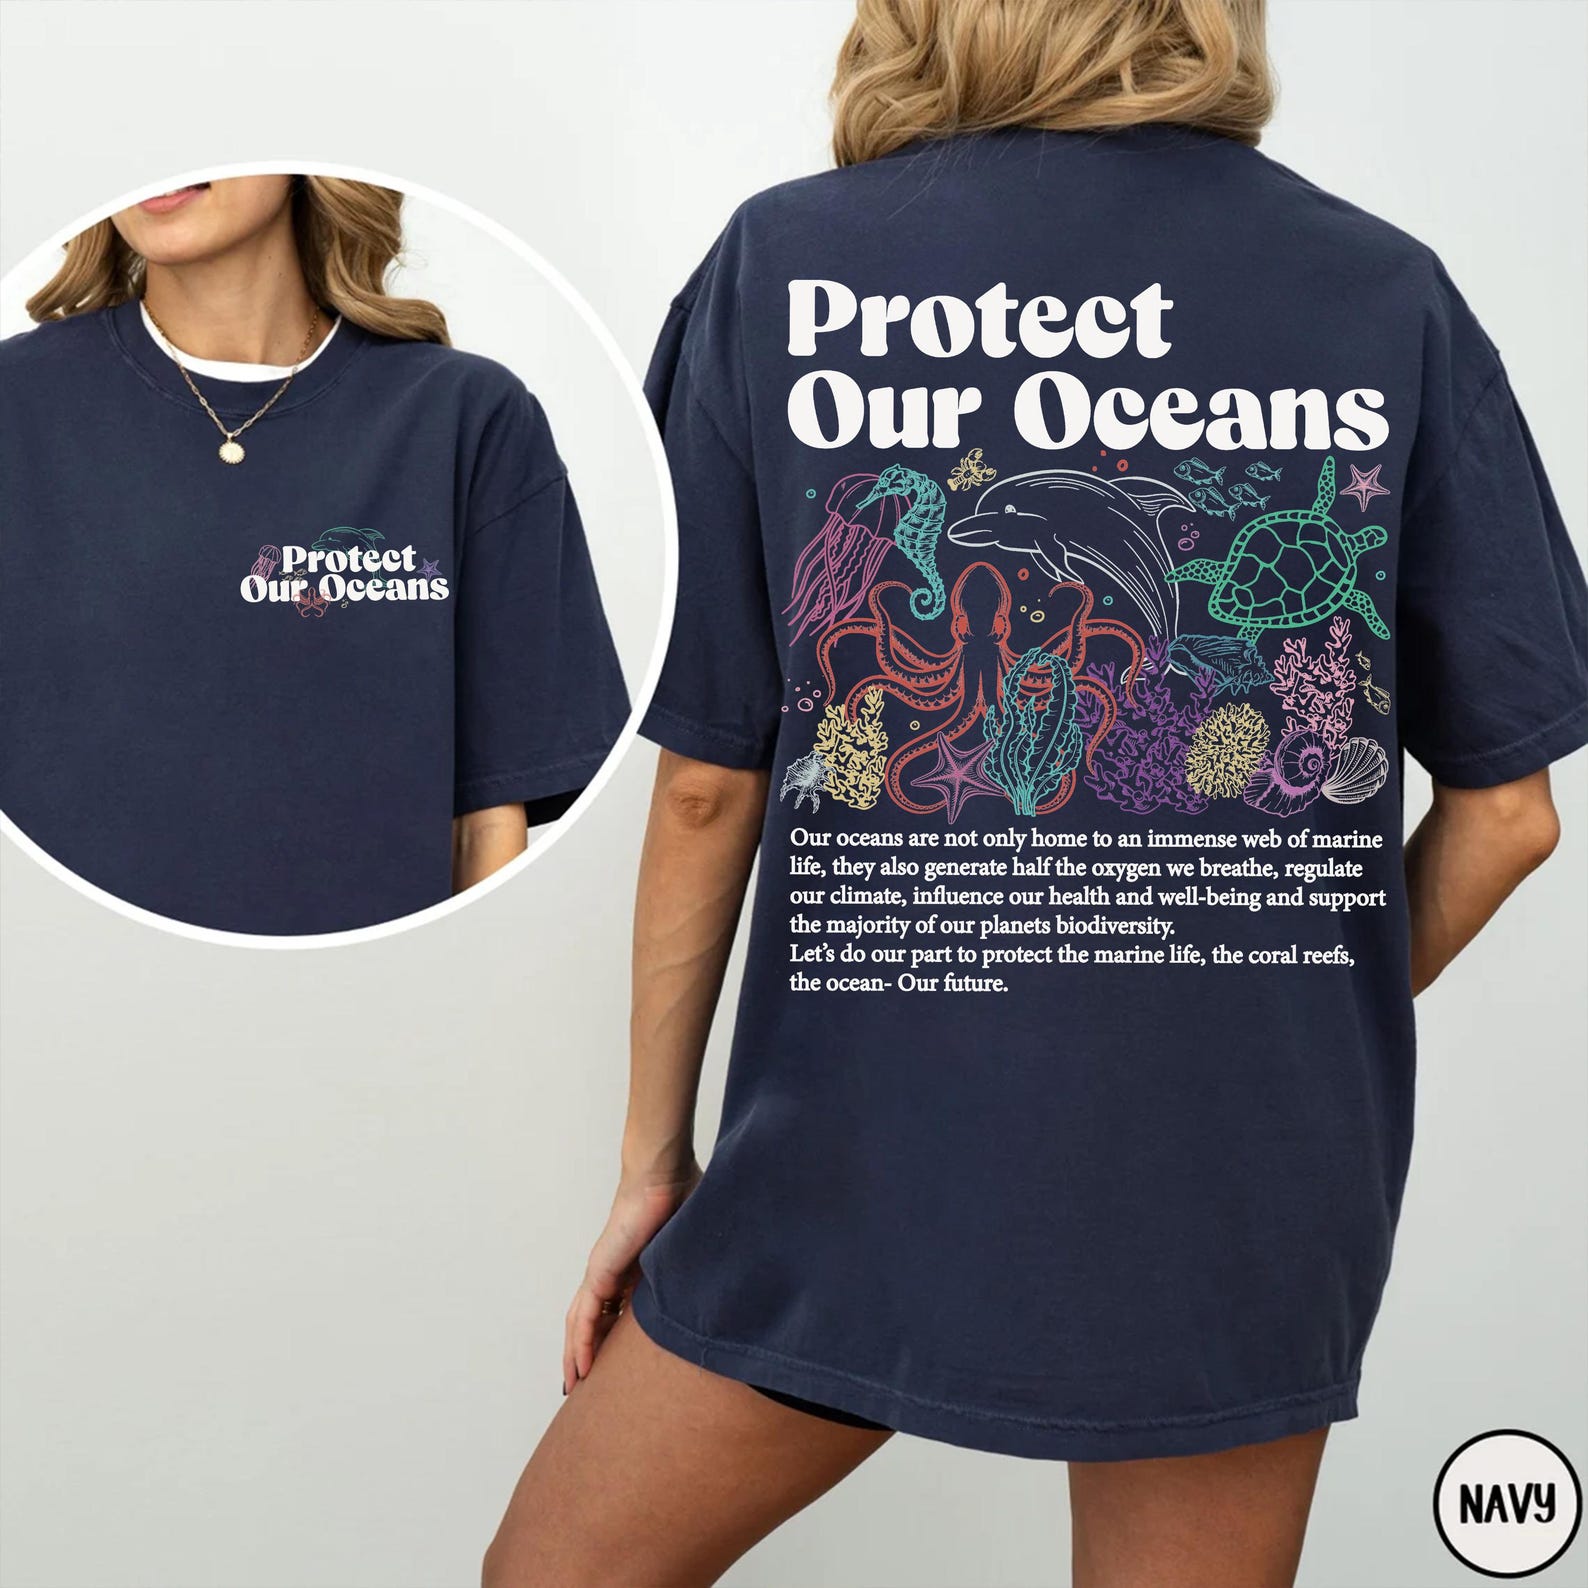 Protect
Our Oceans
Protect
Our Oceans
Our oceans are not only home to an immense web of marine
life, they also generate half the oxygen we breathe, regulate
our climate, influence our health and well-being and support
the majority of our planets biodiversity.
Let's do our part to protect the marine life, the coral reefs,
the ocean- Our future.
NAVY